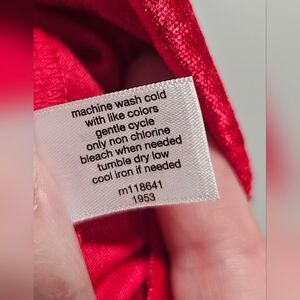 machine wash cold
with like colors
gentle cycle
only non chlorine
bleach when needed
tumble dry low
cool iron if needed
rn118641
1953